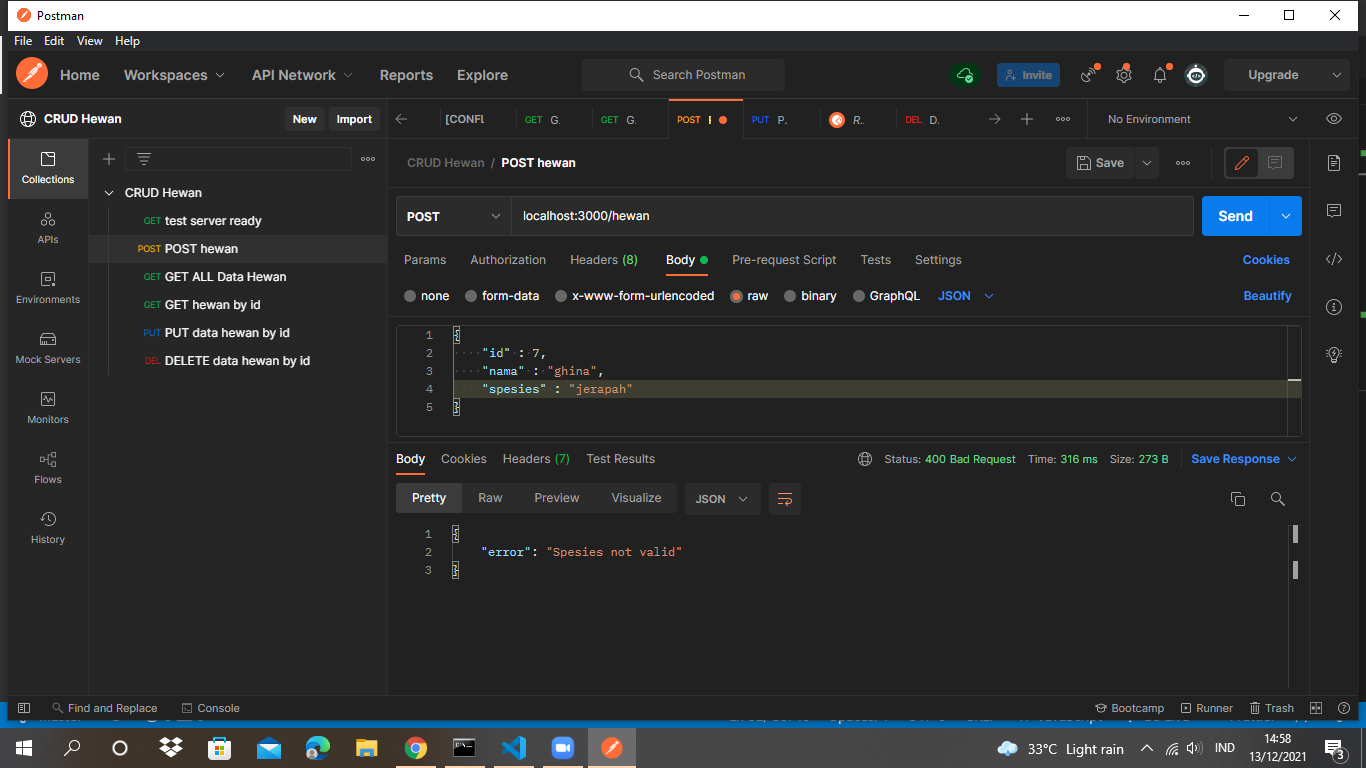 Postman
File Edit View Help
Home Workspaces API Network Reports Explore Search Postman Invite Upgrade
CRUD Hewan New Import [CONFL GET G. GET G. POST PUT P. R. DEL D. No Environment
Collections
APIs
Environments
Mock Servers
Monitors
Flows
History
CRUD Hewan
GET test server ready
POST POST hewan
GET GET ALL Data Hewan
GET GET hewan by id
PUT PUT data hewan by id
DEL DELETE data hewan by id
CRUD Hewan / POST hewan Save
POST localhost:3000/hewan Send
Params Authorization Headers (8) Body Pre-request Script Tests Settings Cookies
none form-data x-www-form-urlencoded raw binary GraphQL JSON Beautify
1 {
2 "id" : 7,
3 "nama" : "ghina",
4 "spesies" : "jerapah"
5 }
Body Cookies Headers (7) Test Results Status: 400 Bad Request Time: 316 ms Size: 273 B Save Response
Pretty Raw Preview Visualize JSON
1 {
2 "error": "Spesies not valid"
3 }
Find and Replace Console Bootcamp Runner Trash
33°C Light rain IND 14:58
13/12/2021 3